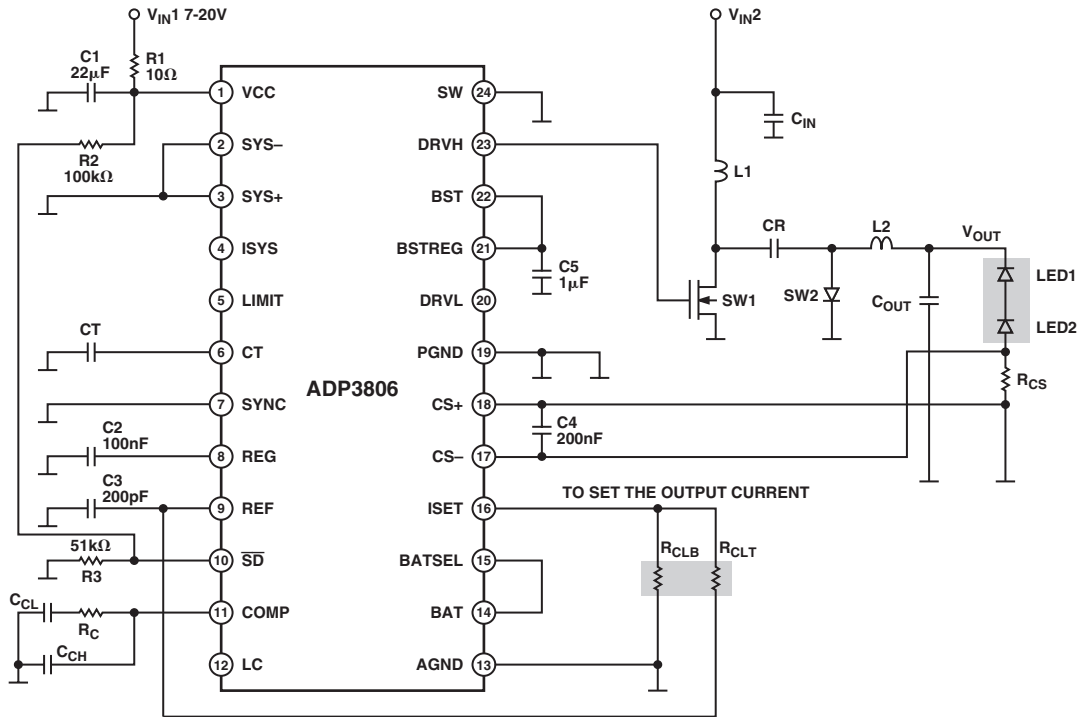 VIN1 7-20V
VIN2
C1
22µF
R1
10Ω
1 VCC
SW 24
CIN
2 SYS–
DRVH 23
R2
100kΩ
L1
3 SYS+
BST 22
CR
L2
VOUT
4 ISYS
BSTREG 21
C5
1µF
LED1
SW2
SW1
COUT
5 LIMIT
DRVL 20
LED2
CT
6 CT
PGND 19
ADP3806
RCS
7 SYNC
CS+ 18
C2
100nF
C4
200nF
8 REG
CS– 17
C3
200pF
TO SET THE OUTPUT CURRENT
9 REF
ISET 16
51kΩ
R3
RCLB
RCLT
10 SD
BATSEL 15
CCL
RC
11 COMP
BAT 14
CCH
12 LC
AGND 13